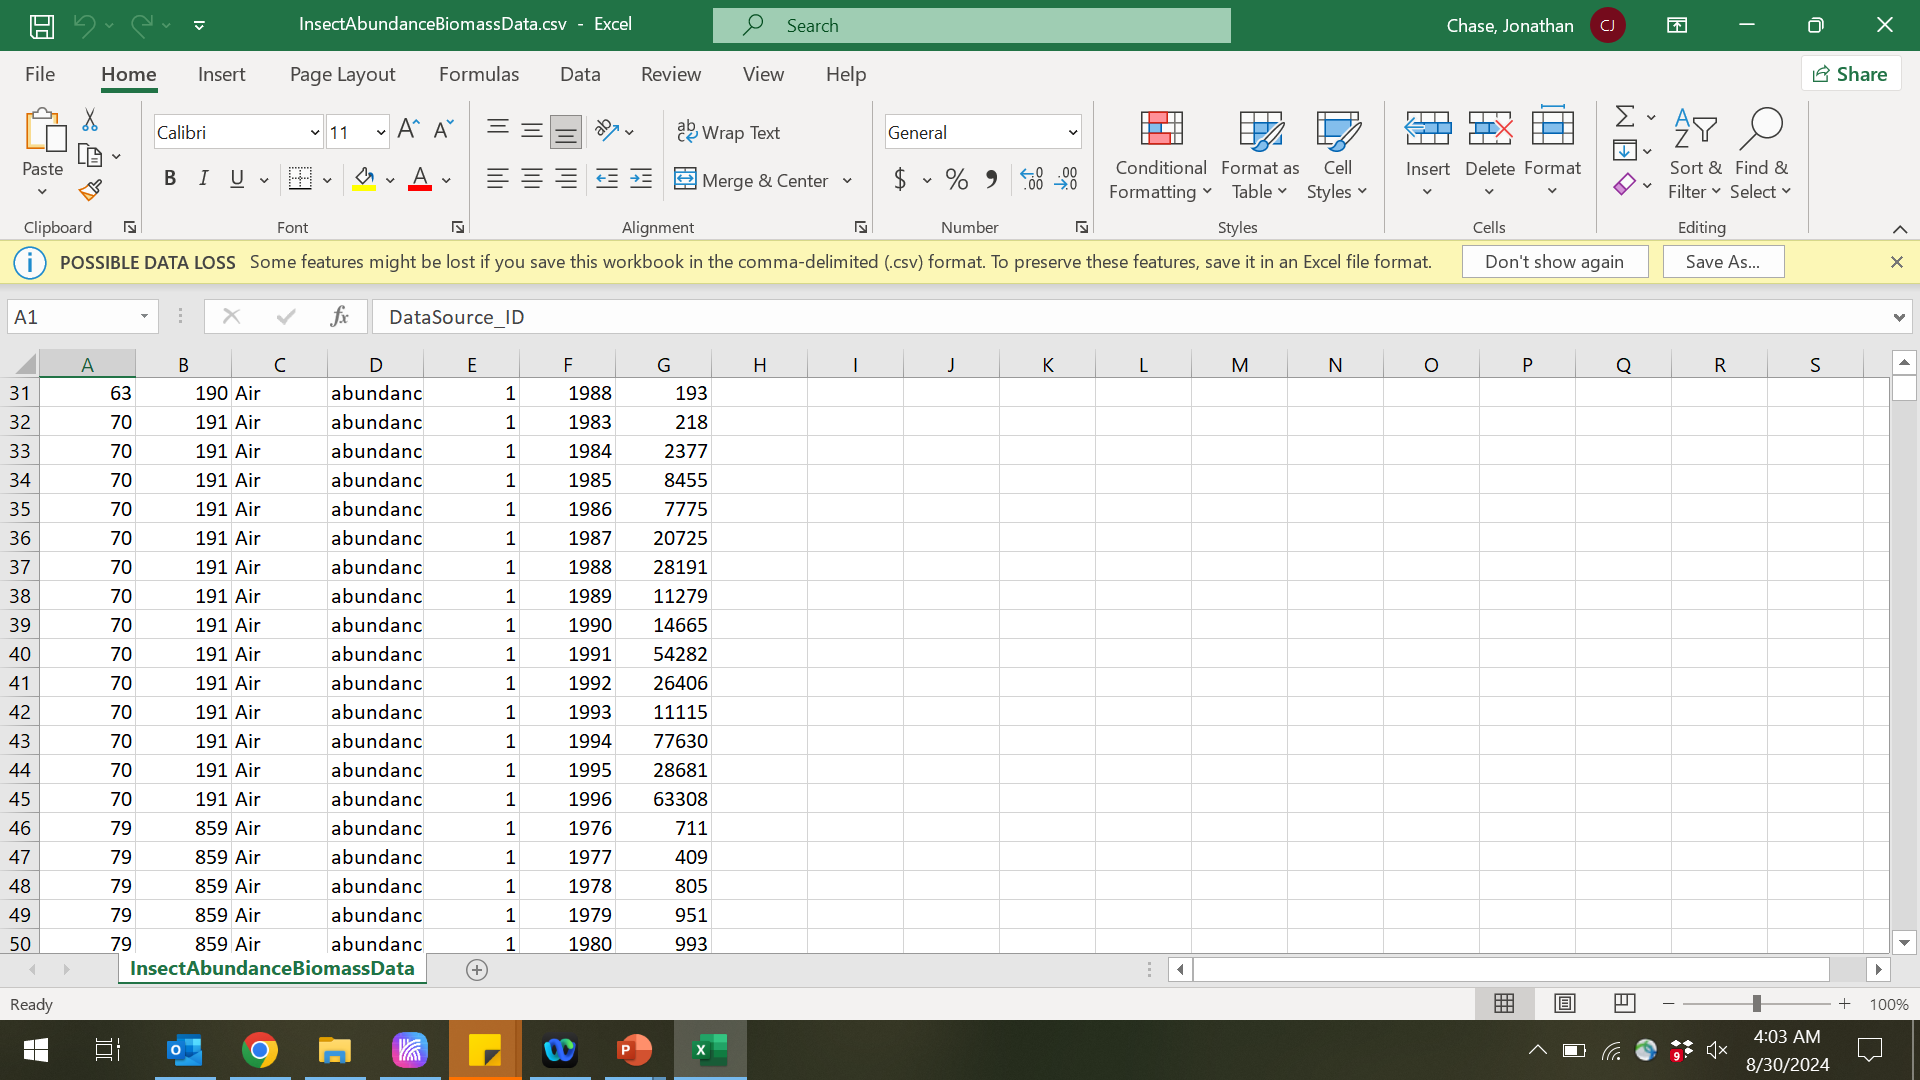 InsectAbundanceBiomassData.csv - Excel
Search
Chase, Jonathan CJ
File Home Insert Page Layout Formulas Data Review View Help Share
Paste
Clipboard
Calibri 11
B I U A
Font
Wrap Text
Merge & Center
Alignment
General
$ % 9
Number
Conditional Formatting
Format as Table
Cell Styles
Styles
Insert Delete Format
Cells
Sort & Filter
Find & Select
Editing
POSSIBLE DATA LOSS Some features might be lost if you save this workbook in the comma-delimited (.csv) format. To preserve these features, save it in an Excel file format. Don't show again Save As...
A1 fx DataSource_ID
A B C D E F G H I J K L M N O P Q R S
31 63 190 Air abundanc 1 1988 193
32 70 191 Air abundanc 1 1983 218
33 70 191 Air abundanc 1 1984 2377
34 70 191 Air abundanc 1 1985 8455
35 70 191 Air abundanc 1 1986 7775
36 70 191 Air abundanc 1 1987 20725
37 70 191 Air abundanc 1 1988 28191
38 70 191 Air abundanc 1 1989 11279
39 70 191 Air abundanc 1 1990 14665
40 70 191 Air abundanc 1 1991 54282
41 70 191 Air abundanc 1 1992 26406
42 70 191 Air abundanc 1 1993 11115
43 70 191 Air abundanc 1 1994 77630
44 70 191 Air abundanc 1 1995 28681
45 70 191 Air abundanc 1 1996 63308
46 79 859 Air abundanc 1 1976 711
47 79 859 Air abundanc 1 1977 409
48 79 859 Air abundanc 1 1978 805
49 79 859 Air abundanc 1 1979 951
50 79 859 Air abundanc 1 1980 993
InsectAbundanceBiomassData
Ready
100%
4:03 AM
8/30/2024